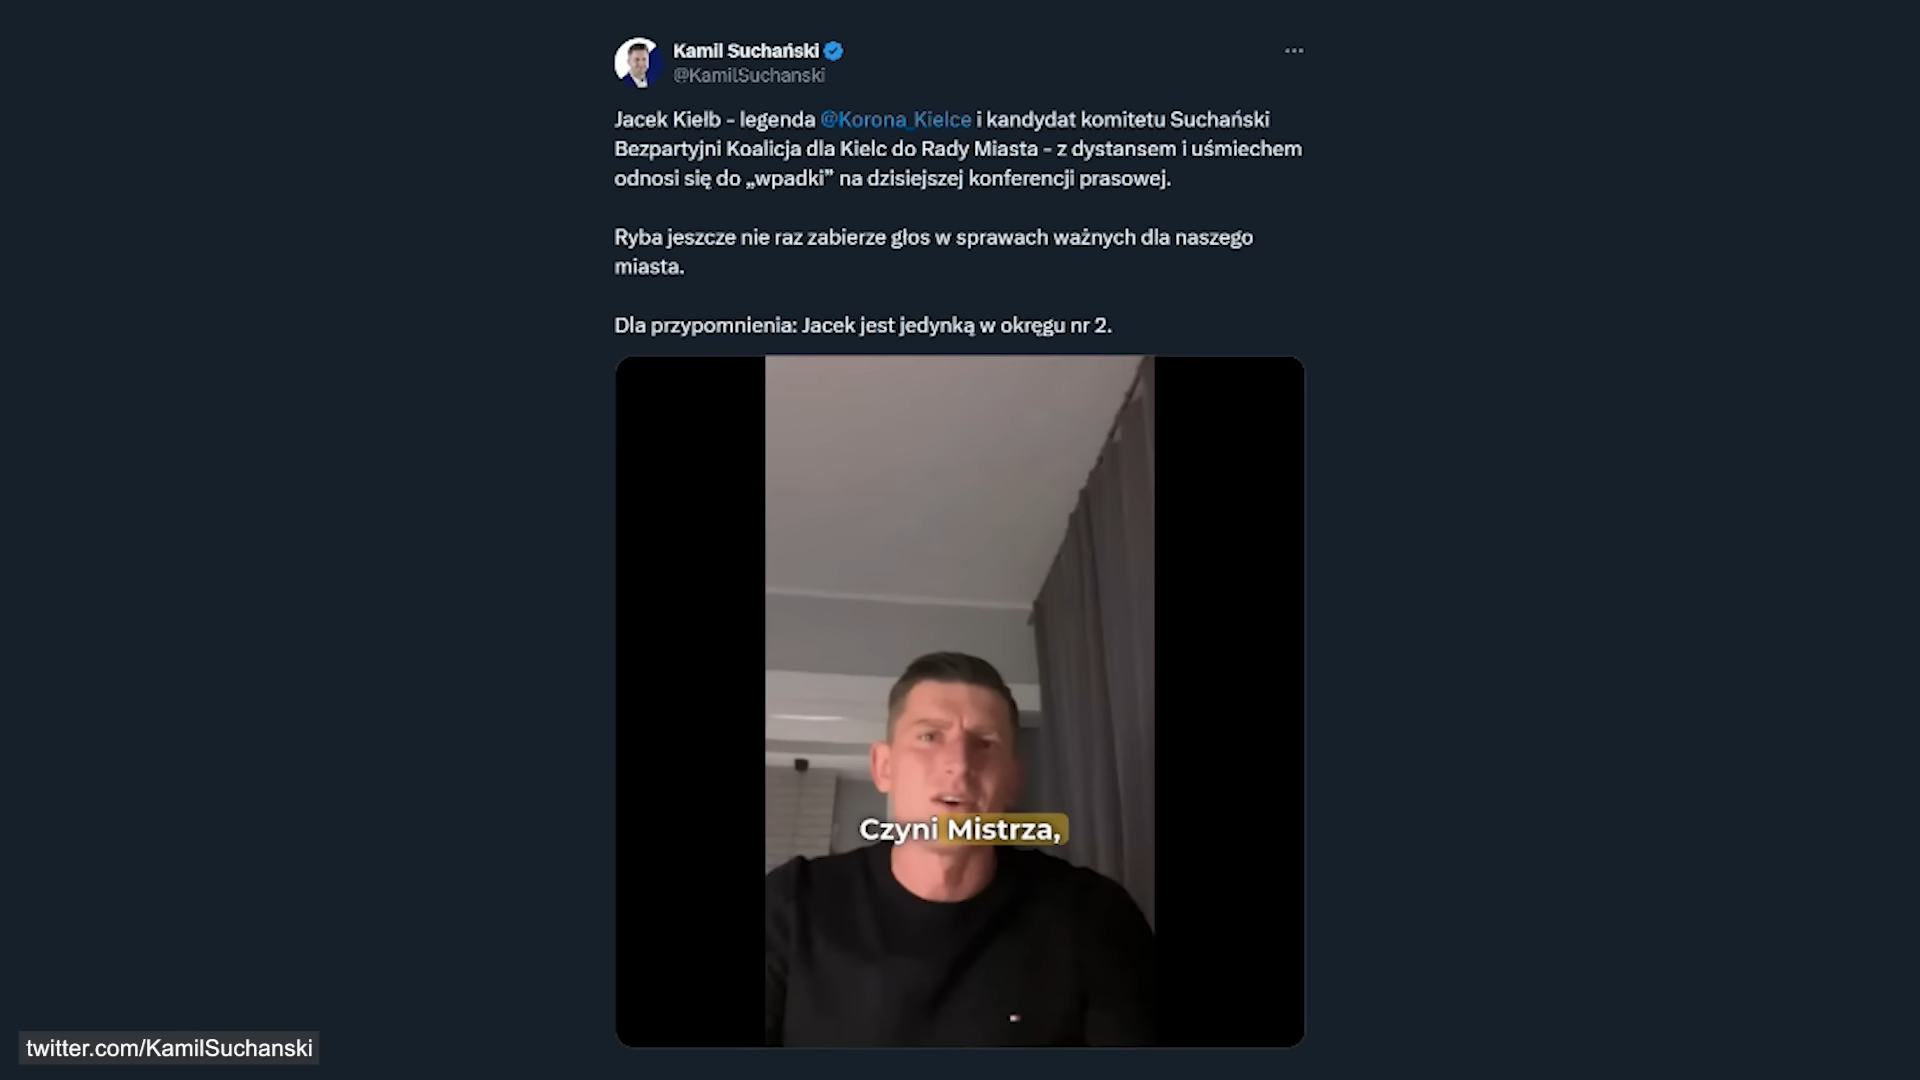 Kamil Suchański
@KamilSuchanski
Jacek Kiełb - legenda @Korona_Kielce i kandydat komitetu Suchański
Bezpartyjni Koalicja dla Kielc do Rady Miasta - z dystansem i uśmiechem
odnosi się do „wpadki” na dzisiejszej konferencji prasowej.
Ryba jeszcze nie raz zabierze głos w sprawach ważnych dla naszego
miasta.
Dla przypomnienia: Jacek jest jedynką w okręgu nr 2.
Czyni Mistrza,
twitter.com/KamilSuchanski